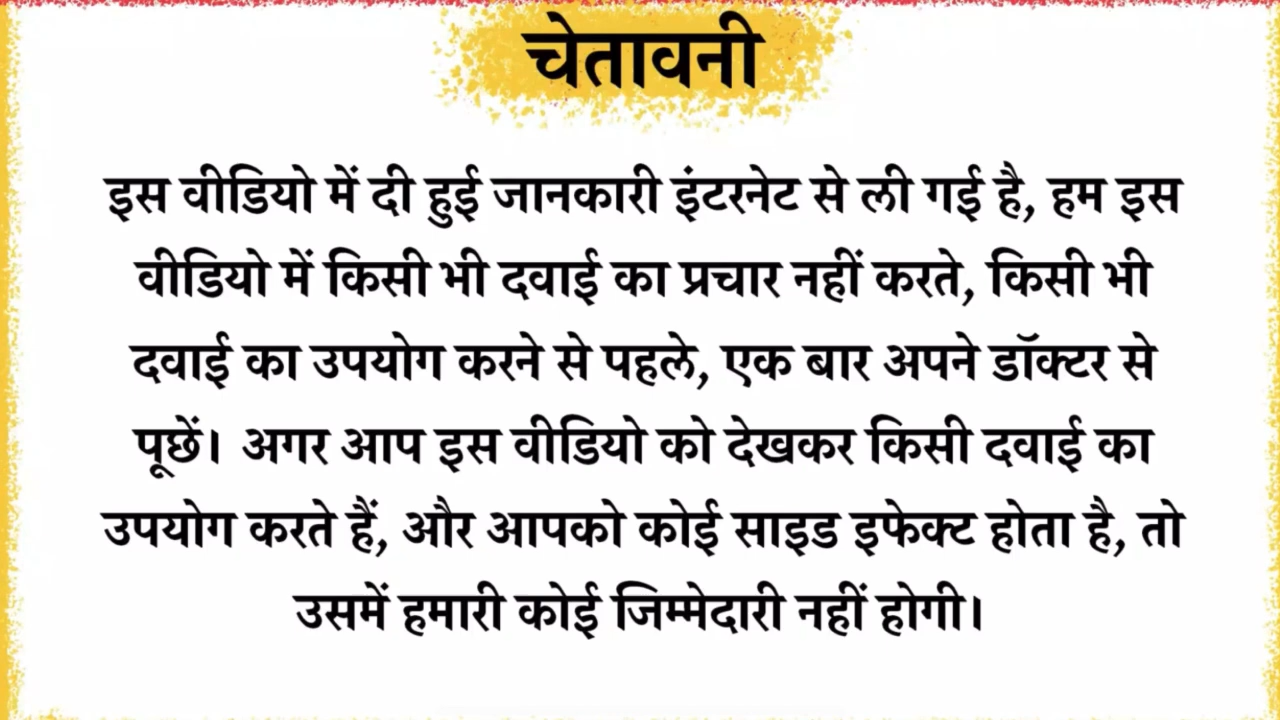 चेतावनी
इस वीडियो में दी हुई जानकारी इंटरनेट से ली गई है, हम इस
वीडियो में किसी भी दवाई का प्रचार नहीं करते, किसी भी
दवाई का उपयोग करने से पहले, एक बार अपने डॉक्टर से
पूछें। अगर आप इस वीडियो को देखकर किसी दवाई का
उपयोग करते हैं, और आपको कोई साइड इफेक्ट होता है, तो
उसमें हमारी कोई जिम्मेदारी नहीं होगी।